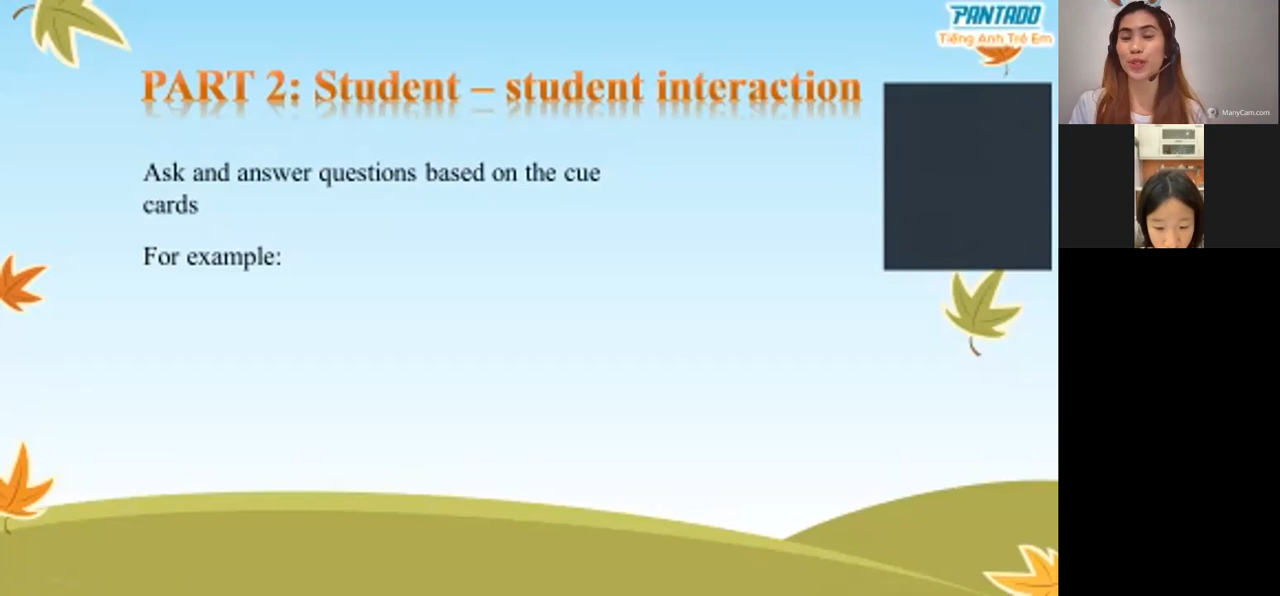 PANTADO
Tiếng Anh Trẻ Em
PART 2: Student – student interaction
ManyCam.com
Ask and answer questions based on the cue
cards
For example: